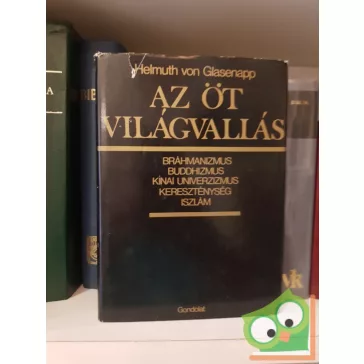 Helmuth von Glasenapp
AZ ÖT
VILÁGVALLÁS
BRÁHMANIZMUS
BUDDHIZMUS
KÍNAI UNIVERZIZMUS
KERESZTÉNYSÉG
ISZLÁM
Gondolat